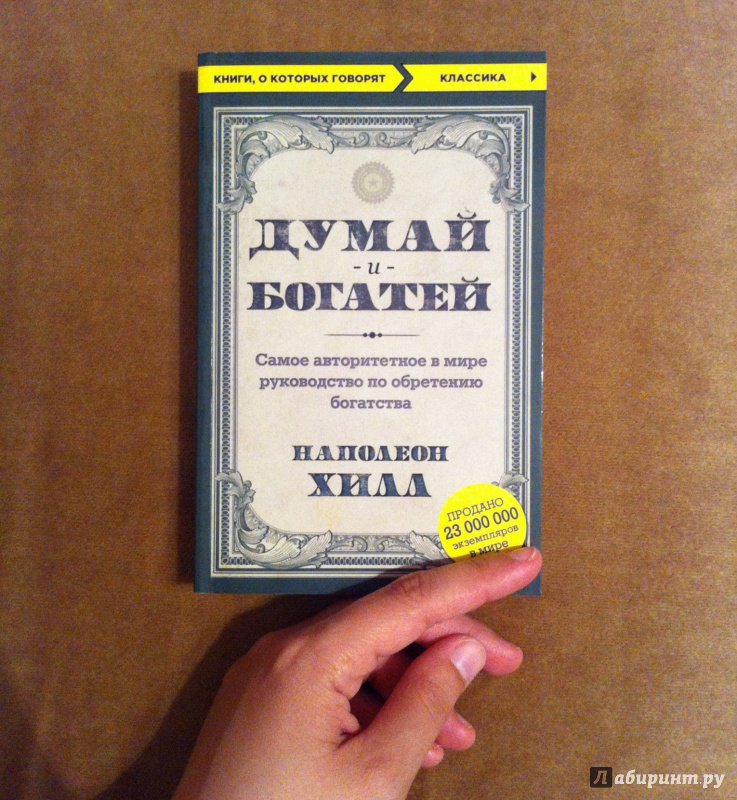 КНИГИ, О КОТОРЫХ ГОВОРЯТ КЛАССИКА
ДУМАЙ
-и-
БОГАТЕЙ
Самое авторитетное в мире
руководство по обретению
богатства
НАПОЛЕОН
ХИЛЛ
ПРОДАНО
23 000 000
экземпляров
в мире
Лабиринт.ру